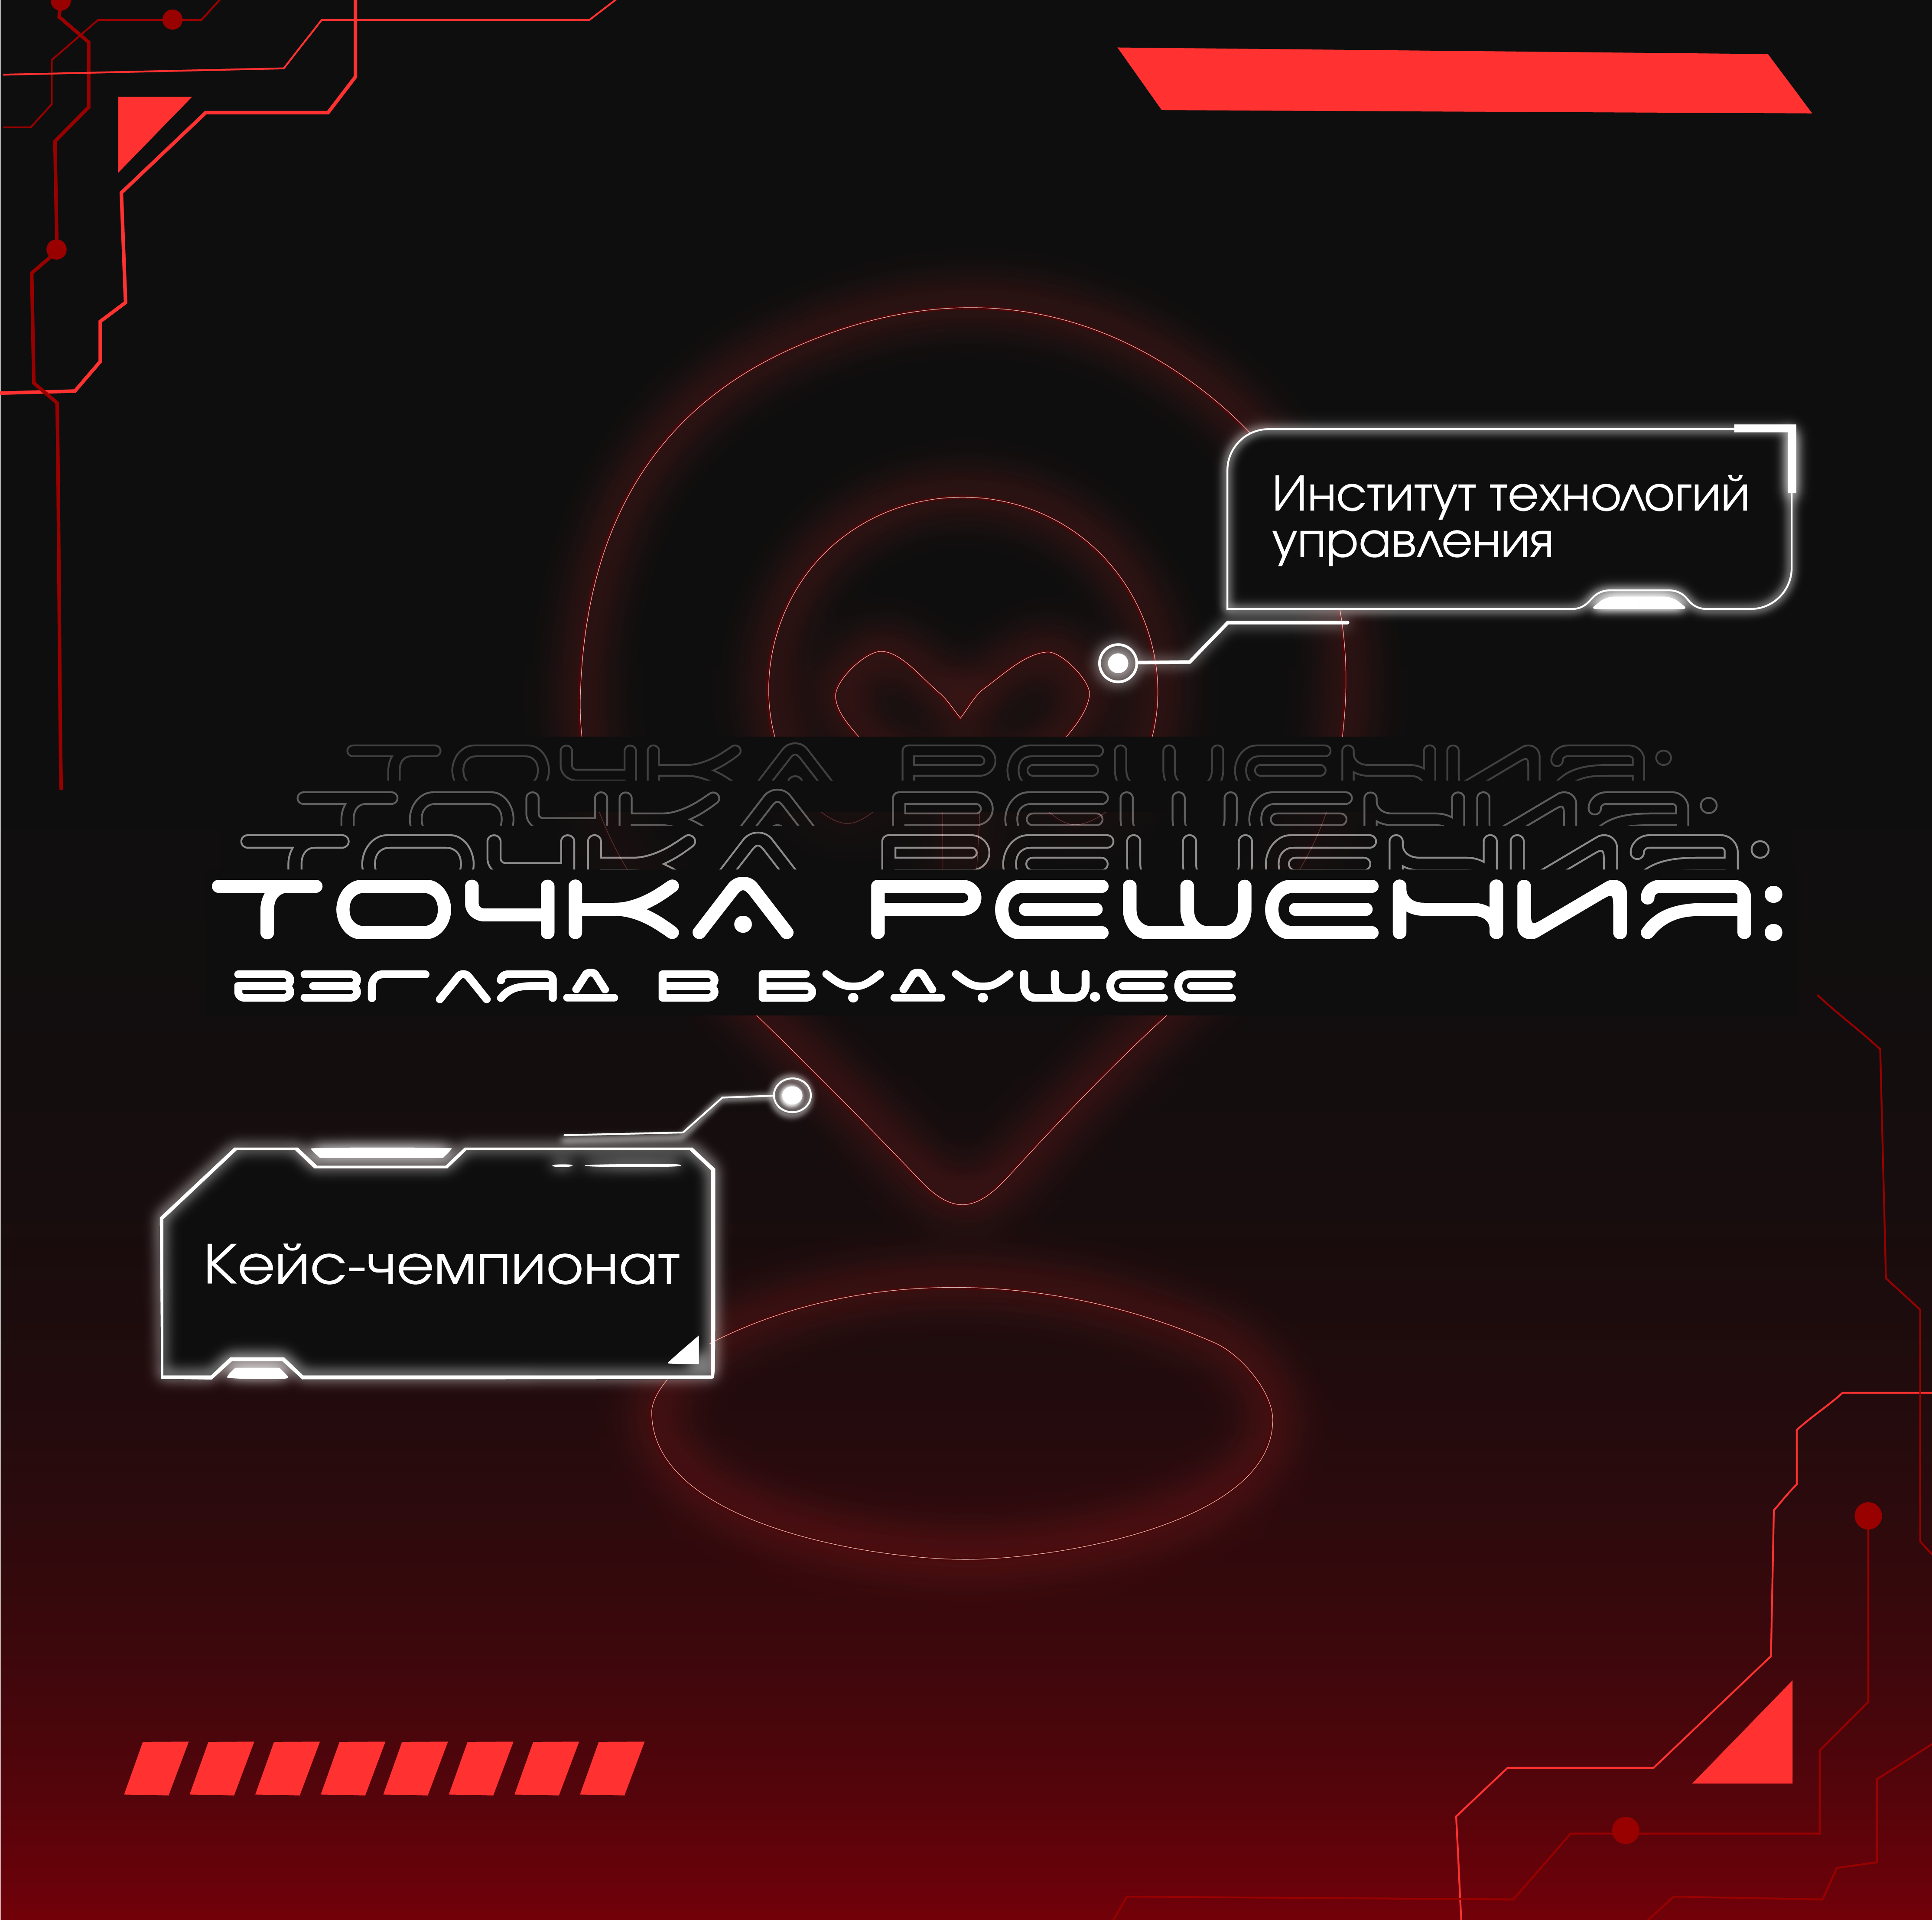 Институт технологий
управления
ТОЧКА РЕШЕНИЯ:
ТОЧКА РЕШЕНИЯ:
ТОЧКА РЕШЕНИЯ:
ТОЧКА РЕШЕНИЯ:
ВЗГЛЯД В БУДУЩЕЕ
Кейс-чемпионат